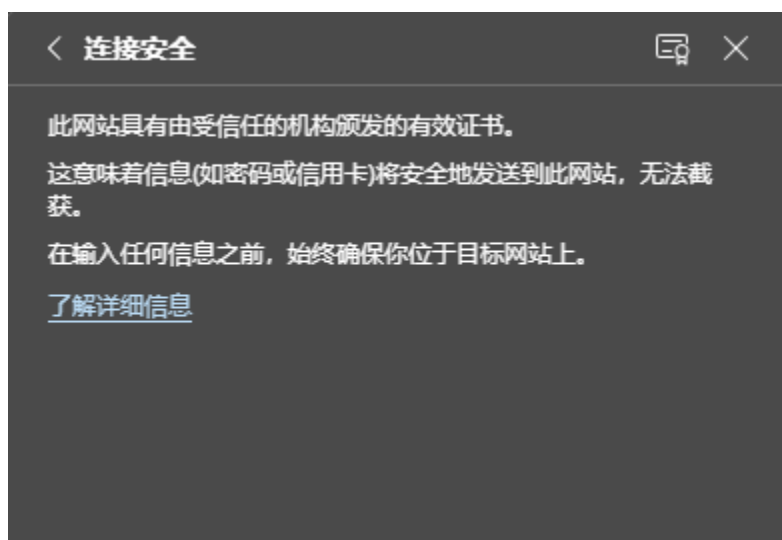 连接安全
此网站具有由受信任的机构颁发的有效证书。
这意味着信息(如密码或信用卡)将安全地发送到此网站，无法截
获。
在输入任何信息之前，始终确保你位于目标网站上。
了解详细信息